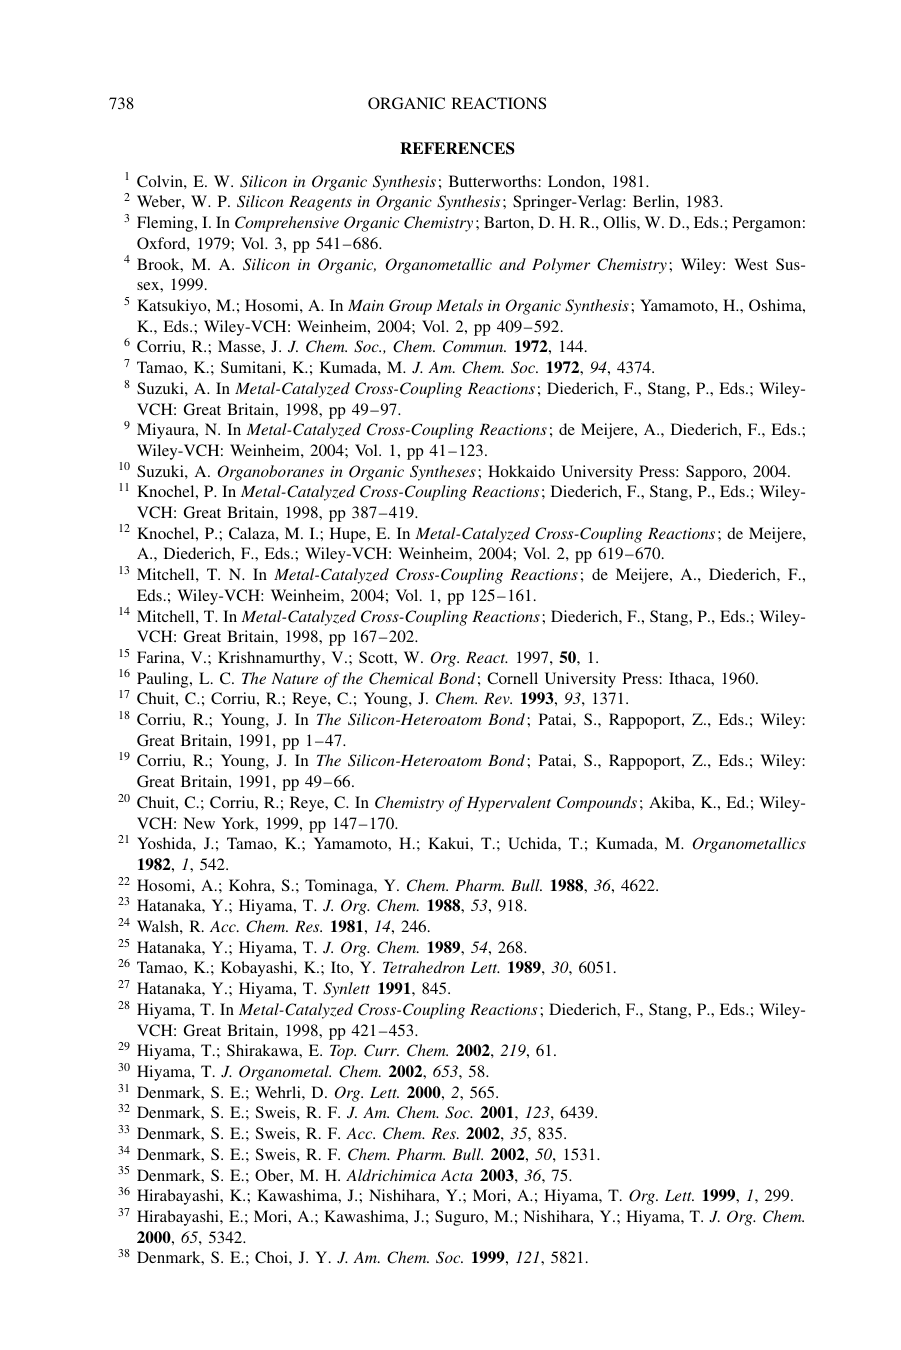 738 ORGANIC REACTIONS
REFERENCES
1 Colvin, E. W. Silicon in Organic Synthesis; Butterworths: London, 1981.
2 Weber, W. P. Silicon Reagents in Organic Synthesis; Springer-Verlag: Berlin, 1983.
3 Fleming, I. In Comprehensive Organic Chemistry; Barton, D. H. R., Ollis, W. D., Eds.; Pergamon:
Oxford, 1979; Vol. 3, pp 541–686.
4 Brook, M. A. Silicon in Organic, Organometallic and Polymer Chemistry; Wiley: West Sus-
sex, 1999.
5 Katsukiyo, M.; Hosomi, A. In Main Group Metals in Organic Synthesis; Yamamoto, H., Oshima,
K., Eds.; Wiley-VCH: Weinheim, 2004; Vol. 2, pp 409–592.
6 Corriu, R.; Masse, J. J. Chem. Soc., Chem. Commun. 1972, 144.
7 Tamao, K.; Sumitani, K.; Kumada, M. J. Am. Chem. Soc. 1972, 94, 4374.
8 Suzuki, A. In Metal-Catalyzed Cross-Coupling Reactions; Diederich, F., Stang, P., Eds.; Wiley-
VCH: Great Britain, 1998, pp 49–97.
9 Miyaura, N. In Metal-Catalyzed Cross-Coupling Reactions; de Meijere, A., Diederich, F., Eds.;
Wiley-VCH: Weinheim, 2004; Vol. 1, pp 41–123.
10 Suzuki, A. Organoboranes in Organic Syntheses; Hokkaido University Press: Sapporo, 2004.
11 Knochel, P. In Metal-Catalyzed Cross-Coupling Reactions; Diederich, F., Stang, P., Eds.; Wiley-
VCH: Great Britain, 1998, pp 387–419.
12 Knochel, P.; Calaza, M. I.; Hupe, E. In Metal-Catalyzed Cross-Coupling Reactions; de Meijere,
A., Diederich, F., Eds.; Wiley-VCH: Weinheim, 2004; Vol. 2, pp 619–670.
13 Mitchell, T. N. In Metal-Catalyzed Cross-Coupling Reactions; de Meijere, A., Diederich, F.,
Eds.; Wiley-VCH: Weinheim, 2004; Vol. 1, pp 125–161.
14 Mitchell, T. In Metal-Catalyzed Cross-Coupling Reactions; Diederich, F., Stang, P., Eds.; Wiley-
VCH: Great Britain, 1998, pp 167–202.
15 Farina, V.; Krishnamurthy, V.; Scott, W. Org. React. 1997, 50, 1.
16 Pauling, L. C. The Nature of the Chemical Bond; Cornell University Press: Ithaca, 1960.
17 Chuit, C.; Corriu, R.; Reye, C.; Young, J. Chem. Rev. 1993, 93, 1371.
18 Corriu, R.; Young, J. In The Silicon-Heteroatom Bond; Patai, S., Rappoport, Z., Eds.; Wiley:
Great Britain, 1991, pp 1–47.
19 Corriu, R.; Young, J. In The Silicon-Heteroatom Bond; Patai, S., Rappoport, Z., Eds.; Wiley:
Great Britain, 1991, pp 49–66.
20 Chuit, C.; Corriu, R.; Reye, C. In Chemistry of Hypervalent Compounds; Akiba, K., Ed.; Wiley-
VCH: New York, 1999, pp 147–170.
21 Yoshida, J.; Tamao, K.; Yamamoto, H.; Kakui, T.; Uchida, T.; Kumada, M. Organometallics
1982, 1, 542.
22 Hosomi, A.; Kohra, S.; Tominaga, Y. Chem. Pharm. Bull. 1988, 36, 4622.
23 Hatanaka, Y.; Hiyama, T. J. Org. Chem. 1988, 53, 918.
24 Walsh, R. Acc. Chem. Res. 1981, 14, 246.
25 Hatanaka, Y.; Hiyama, T. J. Org. Chem. 1989, 54, 268.
26 Tamao, K.; Kobayashi, K.; Ito, Y. Tetrahedron Lett. 1989, 30, 6051.
27 Hatanaka, Y.; Hiyama, T. Synlett 1991, 845.
28 Hiyama, T. In Metal-Catalyzed Cross-Coupling Reactions; Diederich, F., Stang, P., Eds.; Wiley-
VCH: Great Britain, 1998, pp 421–453.
29 Hiyama, T.; Shirakawa, E. Top. Curr. Chem. 2002, 219, 61.
30 Hiyama, T. J. Organometal. Chem. 2002, 653, 58.
31 Denmark, S. E.; Wehrli, D. Org. Lett. 2000, 2, 565.
32 Denmark, S. E.; Sweis, R. F. J. Am. Chem. Soc. 2001, 123, 6439.
33 Denmark, S. E.; Sweis, R. F. Acc. Chem. Res. 2002, 35, 835.
34 Denmark, S. E.; Sweis, R. F. Chem. Pharm. Bull. 2002, 50, 1531.
35 Denmark, S. E.; Ober, M. H. Aldrichimica Acta 2003, 36, 75.
36 Hirabayashi, K.; Kawashima, J.; Nishihara, Y.; Mori, A.; Hiyama, T. Org. Lett. 1999, 1, 299.
37 Hirabayashi, E.; Mori, A.; Kawashima, J.; Suguro, M.; Nishihara, Y.; Hiyama, T. J. Org. Chem.
2000, 65, 5342.
38 Denmark, S. E.; Choi, J. Y. J. Am. Chem. Soc. 1999, 121, 5821.